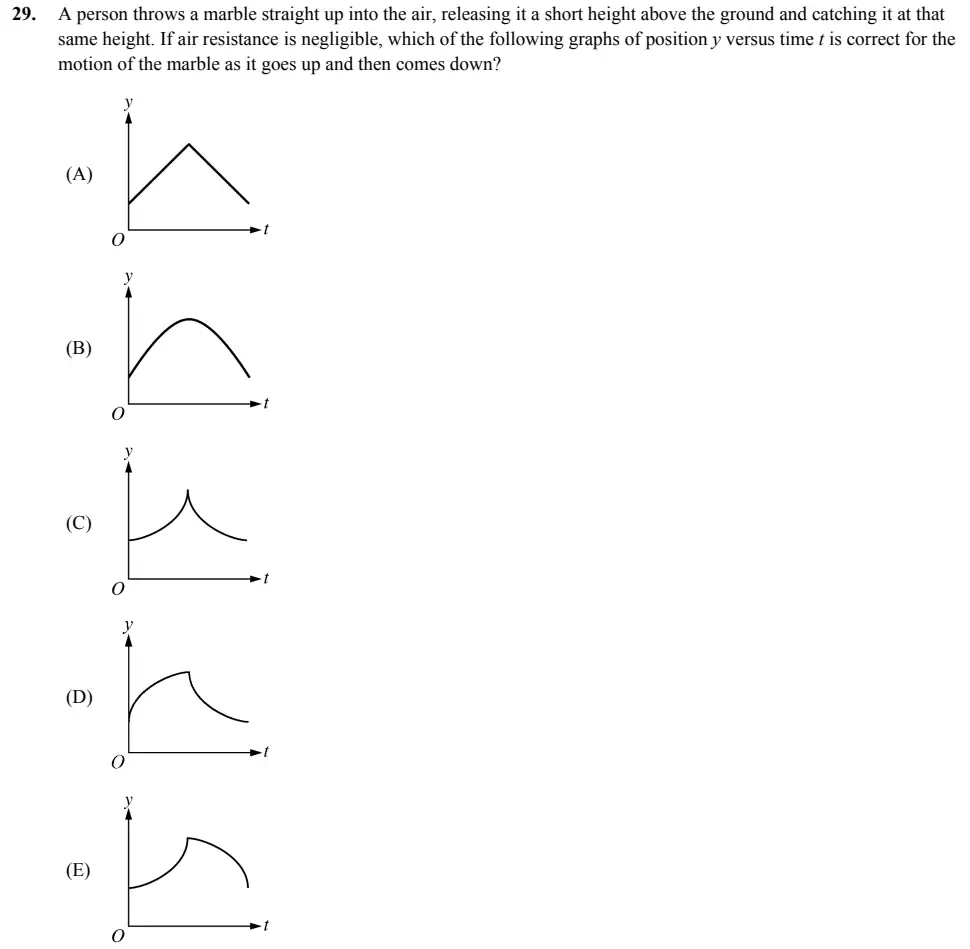 29. A person throws a marble straight up into the air, releasing it a short height above the ground and catching it at that
same height. If air resistance is negligible, which of the following graphs of position y versus time t is correct for the
motion of the marble as it goes up and then comes down?
y
(A)
t
O
y
(B)
t
O
y
(C)
t
O
y
(D)
t
O
y
(E)
t
O